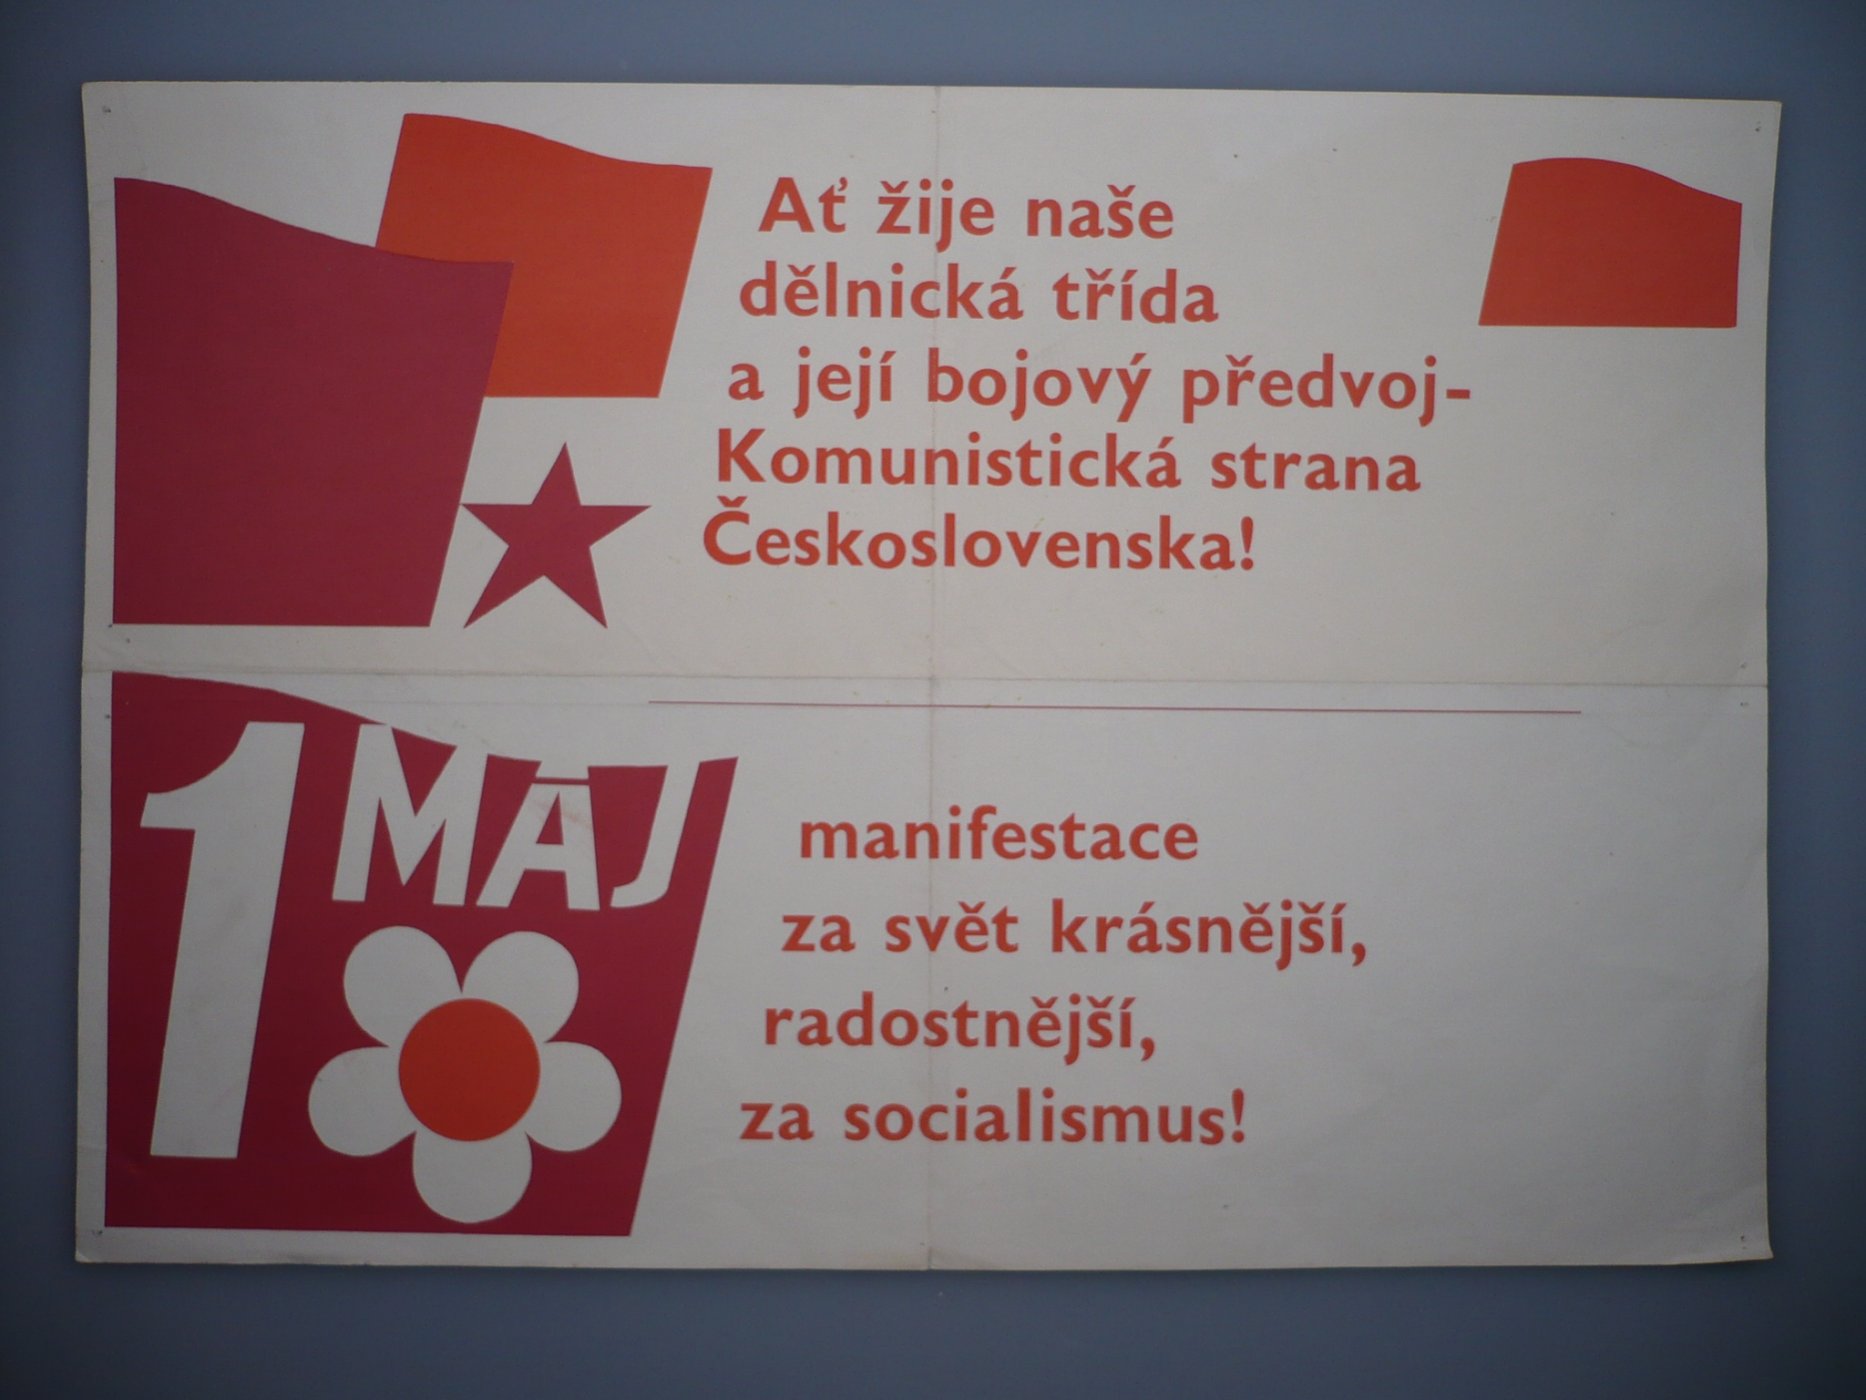 Ať žije naše
dělnická třída
a její bojový předvoj-
Komunistická strana
Československa!
1 MÁJ
manifestace
za svět krásnější,
radostnější,
za socialismus!